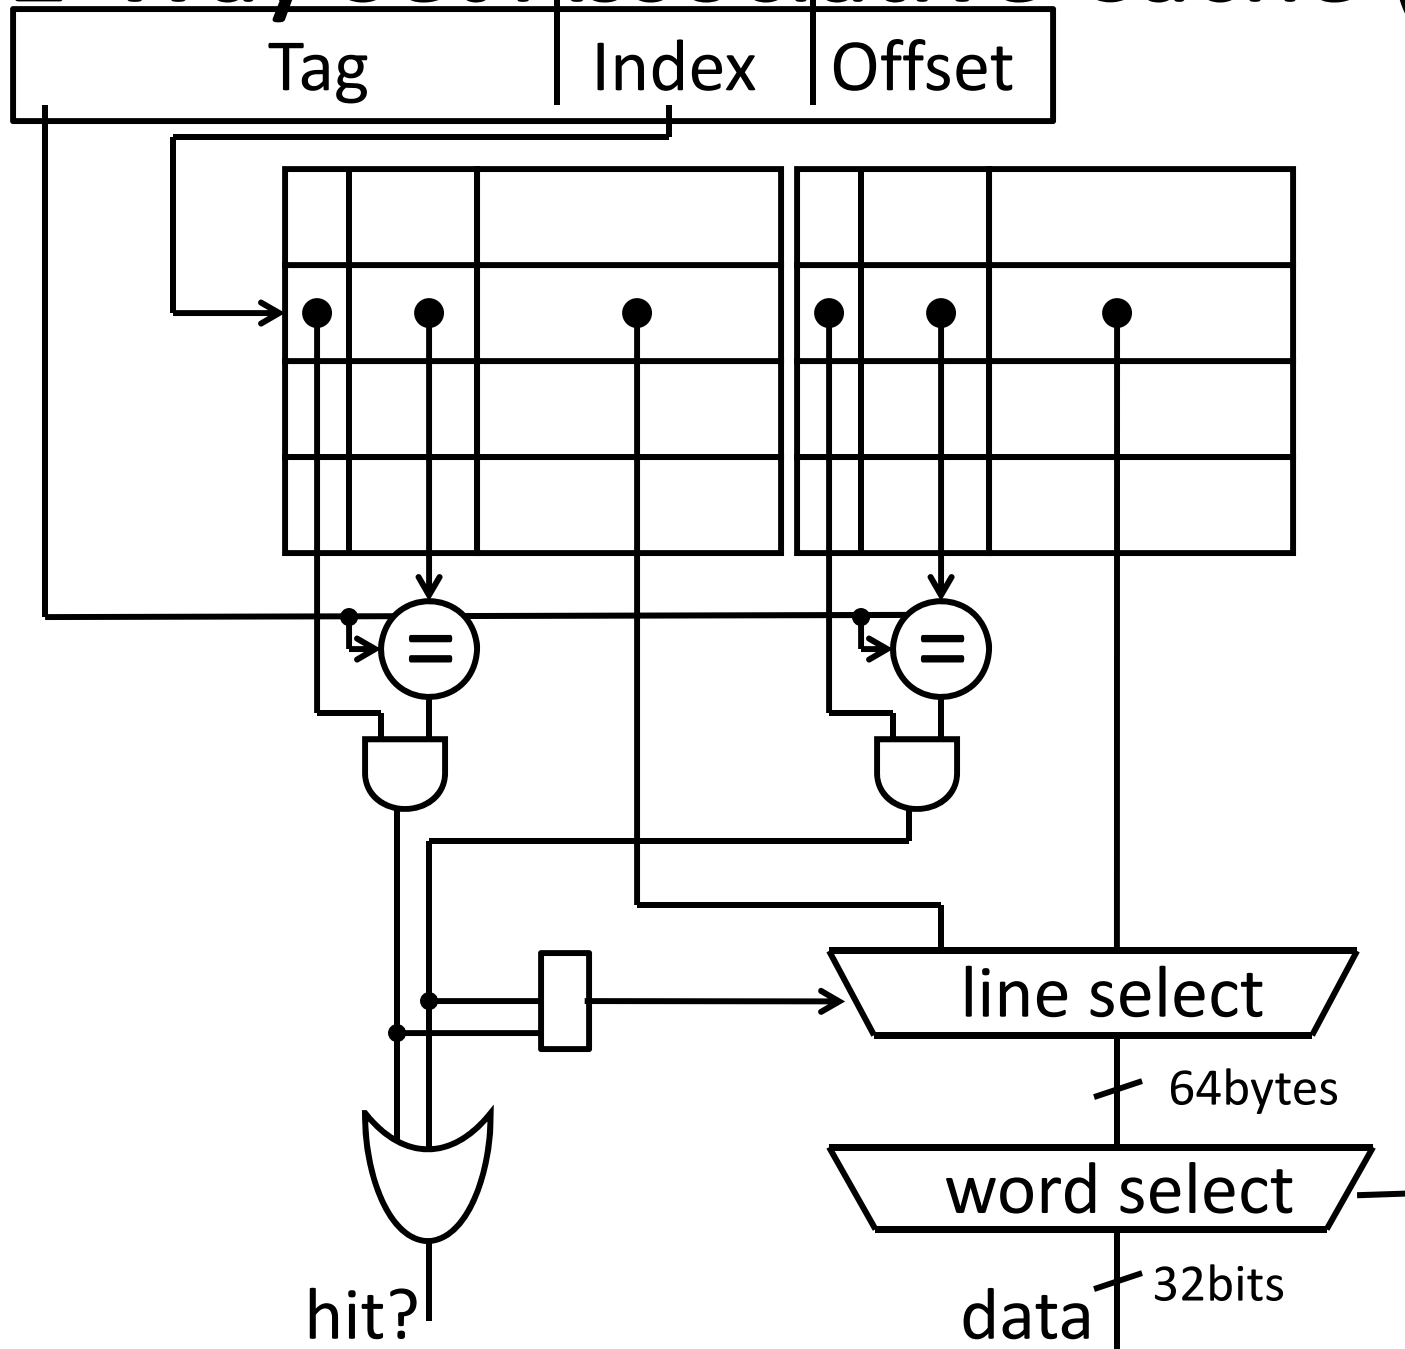 Tag Index Offset
=
=
line select
64bytes
word select
32bits
hit?
data